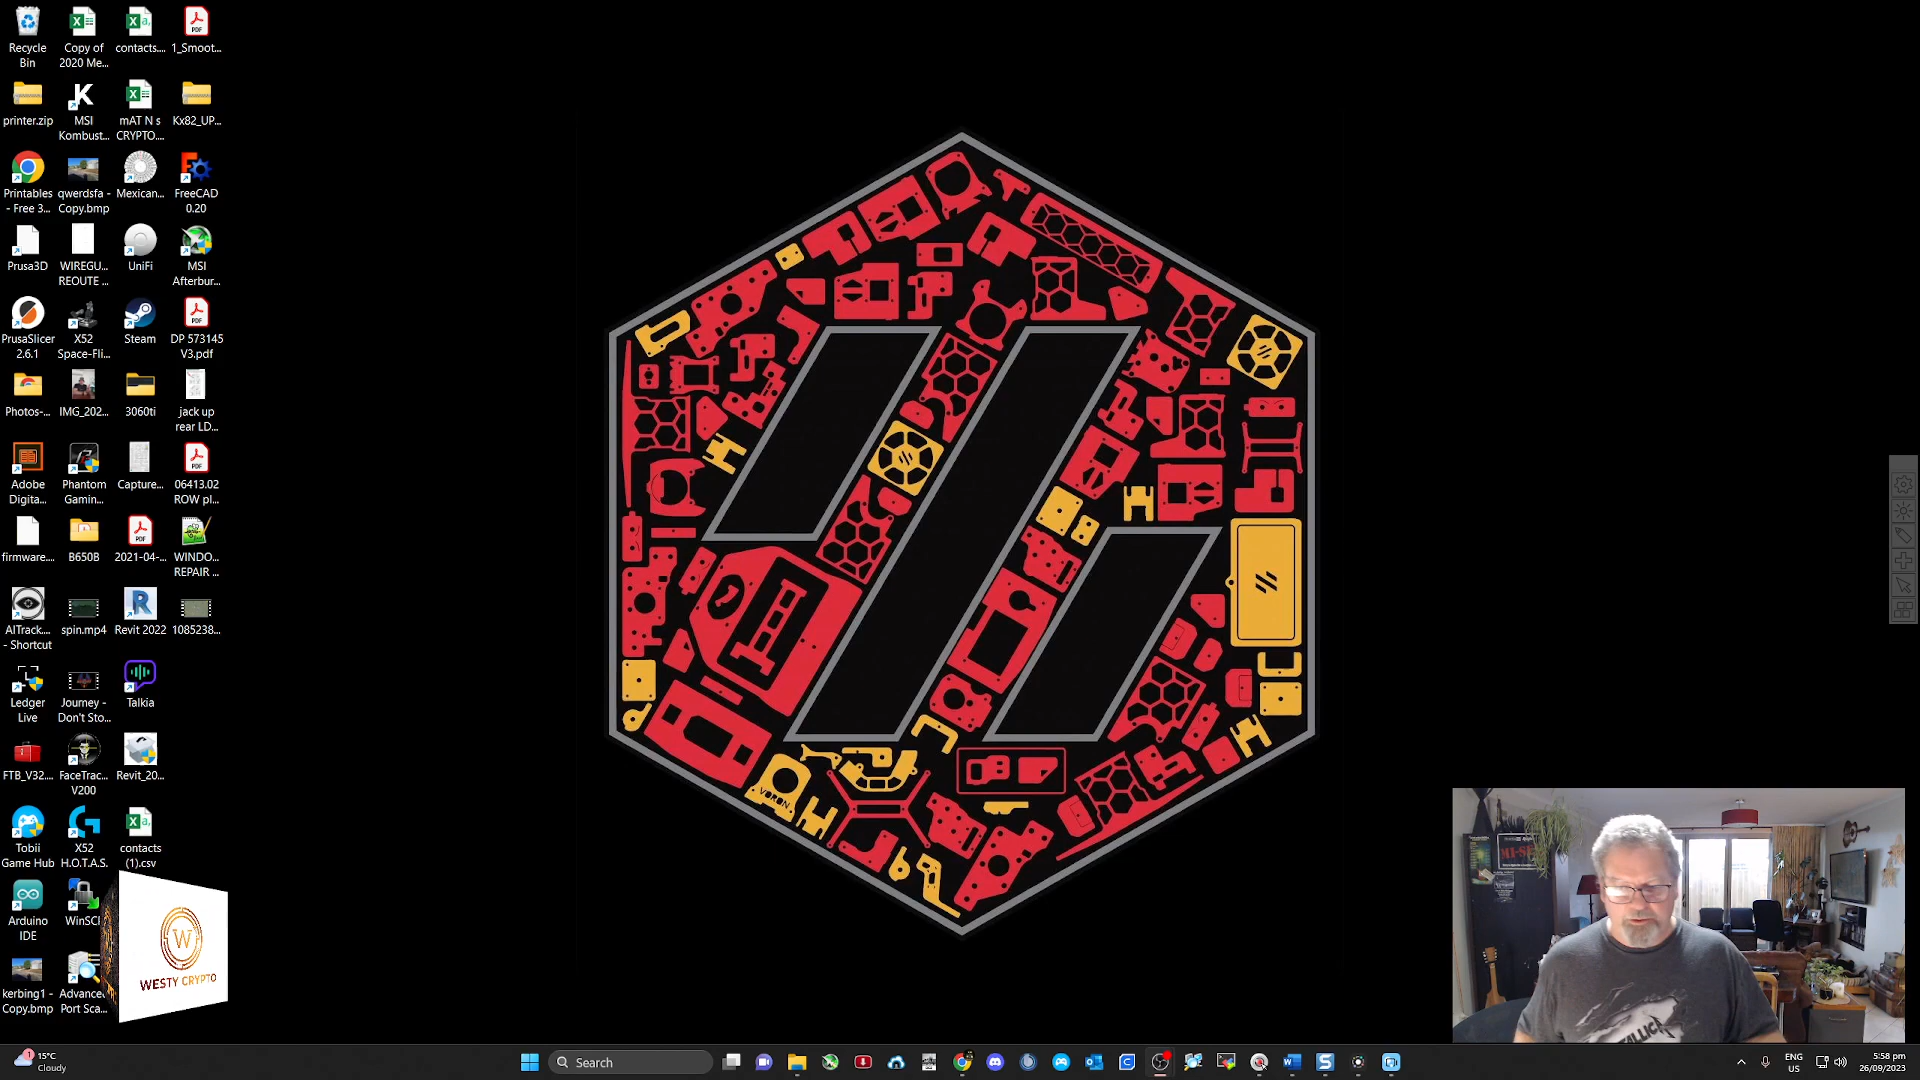 Recycle
Bin
Copy of
2020 Me...
contacts....
1_Smoot...
printer.zip
MSI
Kombust...
mAT N s
CRYPTO....
Kx82_UP...
Printables
- Free 3...
qwerdsfa -
Copy.bmp
Mexican...
FreeCAD
0.20
Prusa3D
WIREGU...
REOUTE ...
UniFi
MSI
Afterbur...
PrusaSlicer
2.6.1
X52
Space-Fli...
Steam
DP 573145
V3.pdf
Photos-...
IMG_202...
3060ti
jack up
rear LD...
Adobe
Digita...
Phantom
Gamin...
Capture...
06413.02
ROW pl...
firmware...
B650B
2021-04-...
WINDO...
REPAIR ...
AITrack....
- Shortcut
spin.mp4
Revit 2022
1085238...
Ledger
Live
Journey -
Don't Sto...
Talkia
FTB_V32....
FaceTrac...
V200
Revit_20...
Tobii
Game Hub
X52
H.O.T.A.S.
contacts
(1).csv
Arduino
IDE
WinSC
kerbing1 -
Copy.bmp
Advance
Port Sca...
W
WESTY CRYPTO
VORON
METALLICA
15°C
Cloudy
Search
ENG
US
5:58 pm
26/09/2023